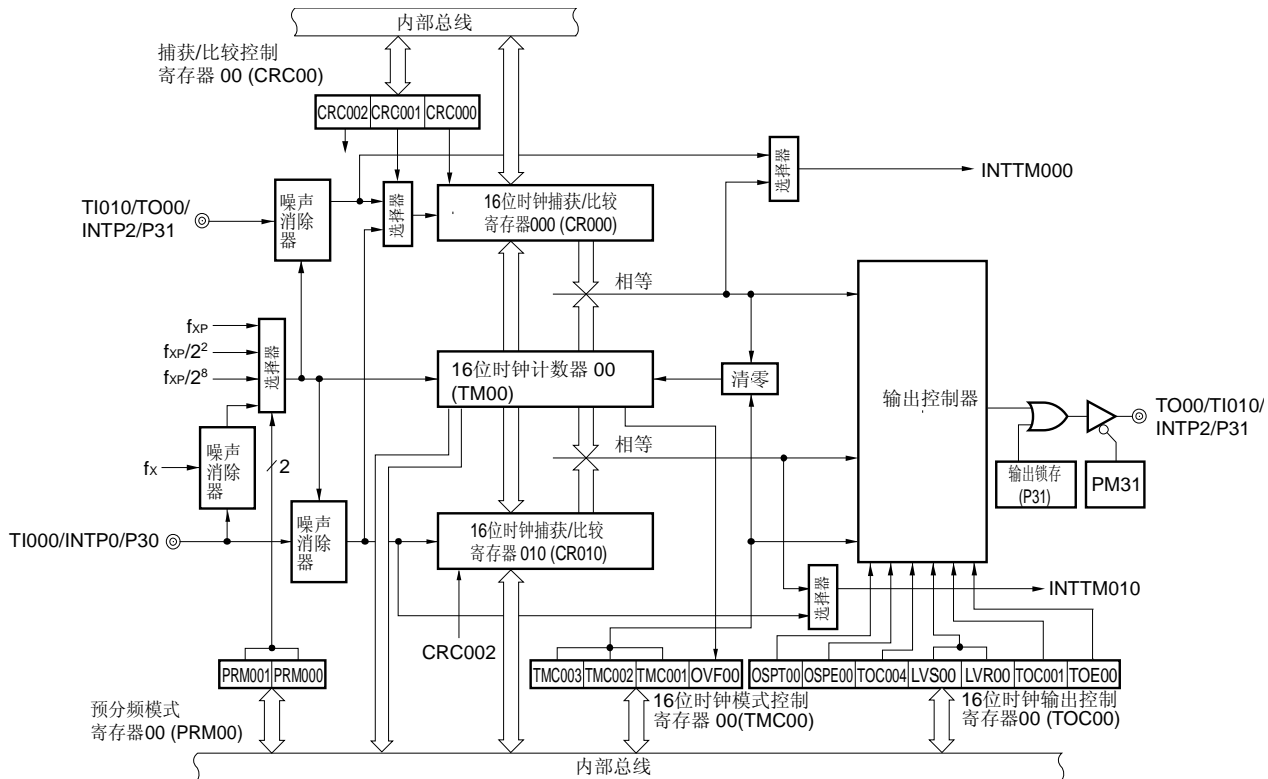 内部总线
捕获/比较控制
寄存器 00 (CRC00)
CRC002 CRC001 CRC000
选择器
INTTM000
TI010/TO00/
INTP2/P31
噪声
消除
器
选择器
16位时钟捕获/比较
寄存器000 (CR000)
相等
fXP
fXP/2²
fXP/2⁸
选择器
16位时钟计数器 00
(TM00)
清零
输出控制器
TO00/TI010/
INTP2/P31
相等
fX
噪声
消除
器
2
输出锁存
(P31)
PM31
TI000/INTP0/P30
噪声
消除
器
16位时钟捕获/比较
寄存器 010 (CR010)
选择器
INTTM010
CRC002
PRM001 PRM000
TMC003 TMC002 TMC001 OVF00
OSPT00 OSPE00 TOC004 LVS00 LVR00 TOC001 TOE00
预分频模式
寄存器00 (PRM00)
16位时钟模式控制
寄存器 00(TMC00)
16位时钟输出控制
寄存器00 (TOC00)
内部总线